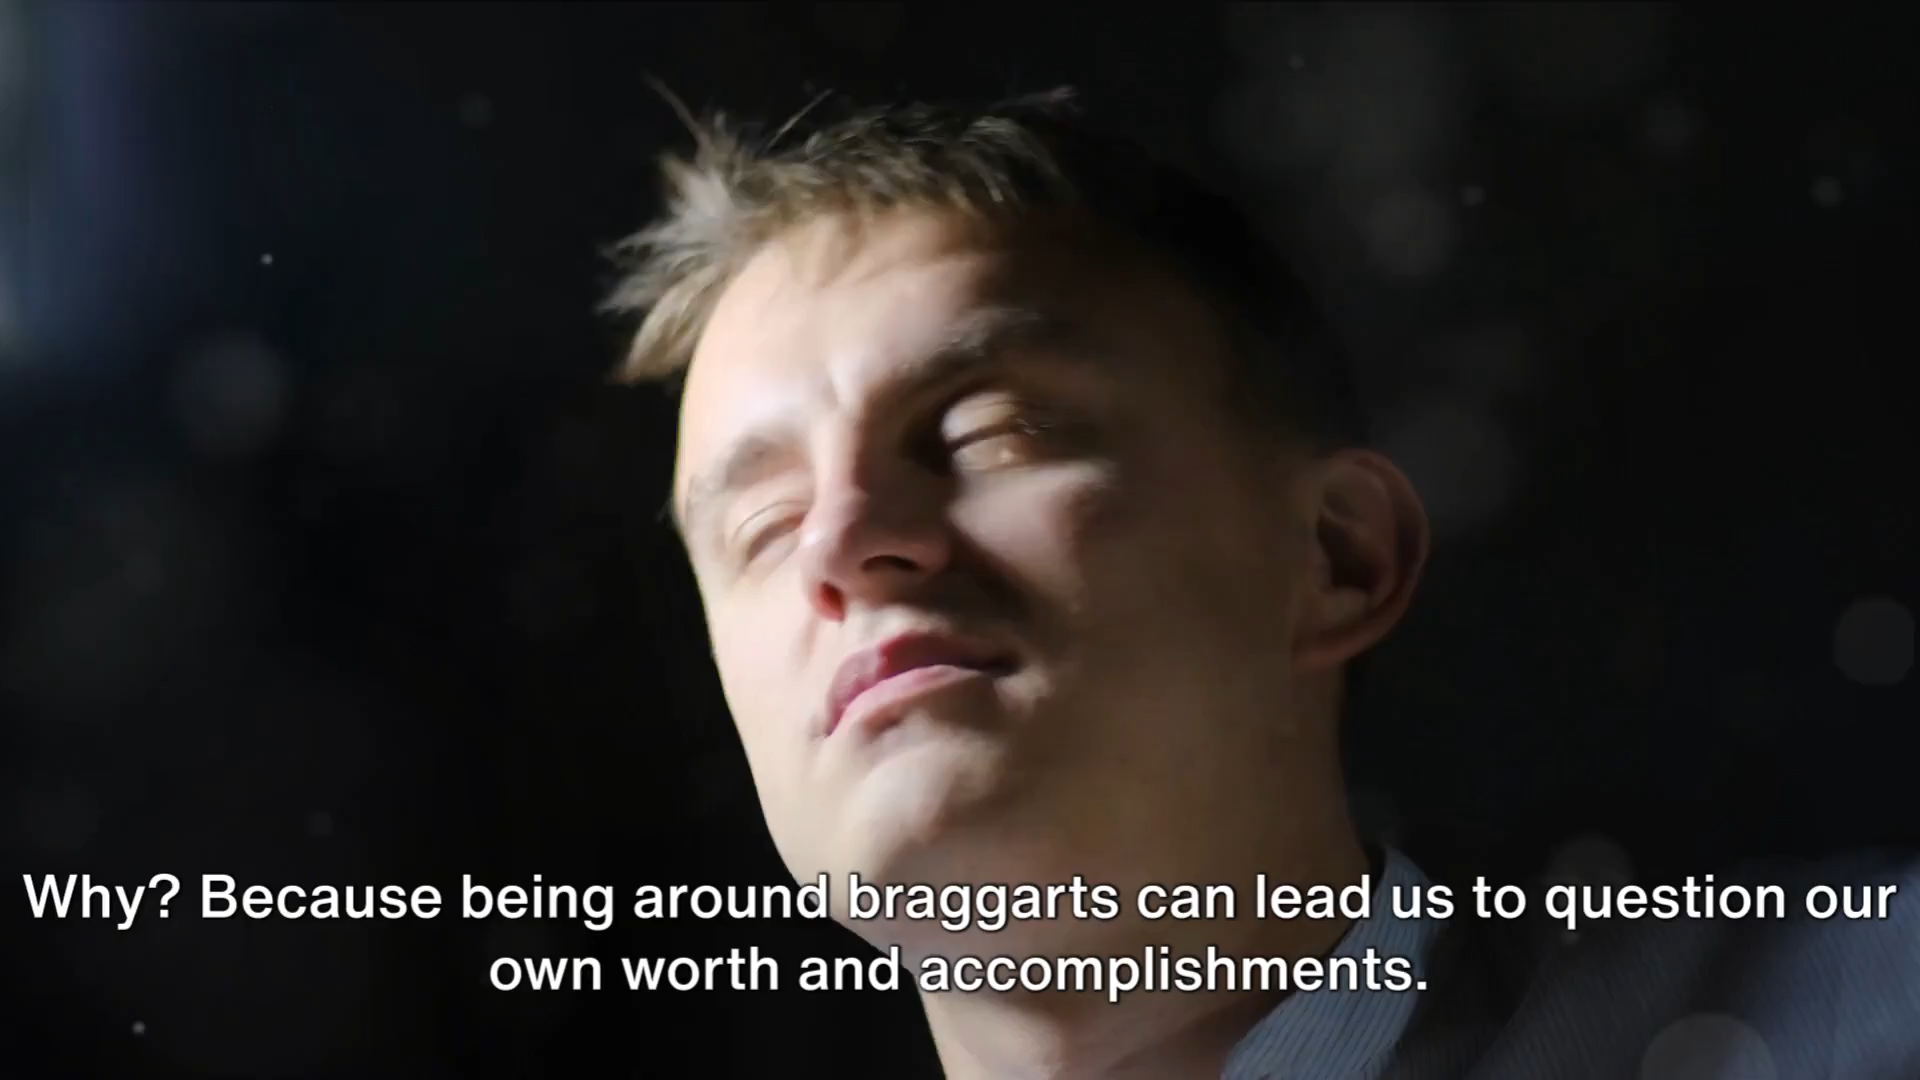 Why? Because being around braggarts can lead us to question our
own worth and accomplishments.